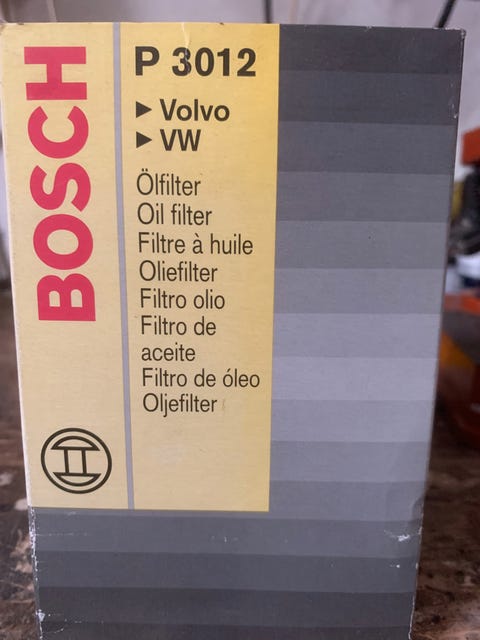 BOSCH
P 3012
► Volvo
► VW
Ölfilter
Oil filter
Filtre à huile
Oliefilter
Filtro olio
Filtro de
aceite
Filtro de óleo
Oljefilter